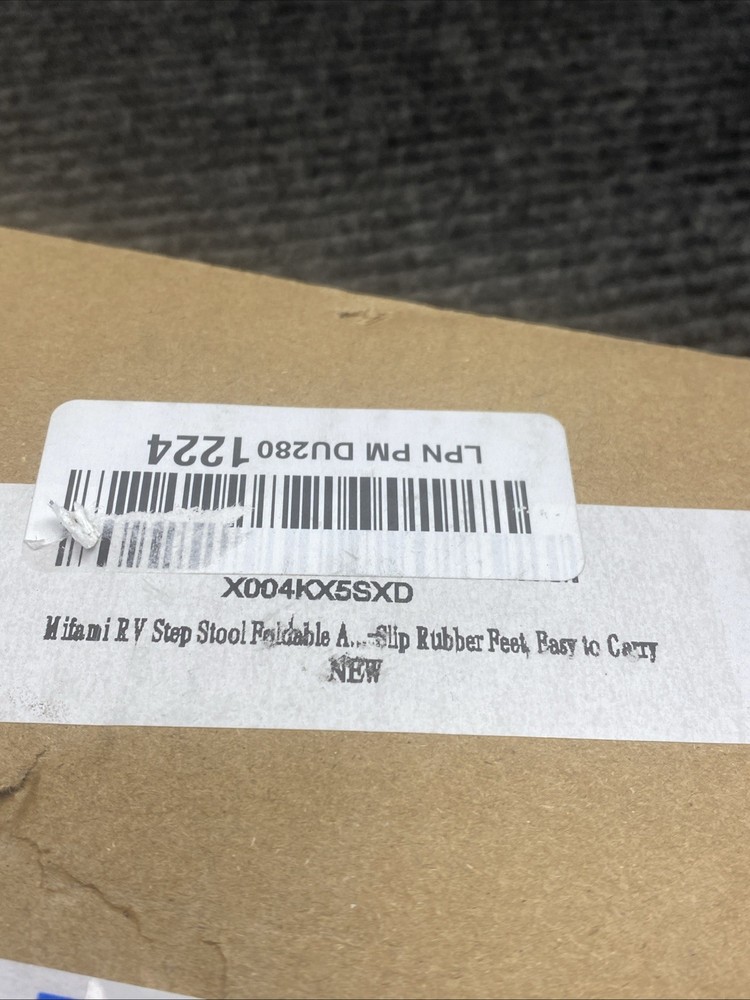 LPN PM DU280 1224
X004KX5SXD
Mifami RV Step Stool Foldable A...-Slip Rubber Feet, Easy to Carry
NEW